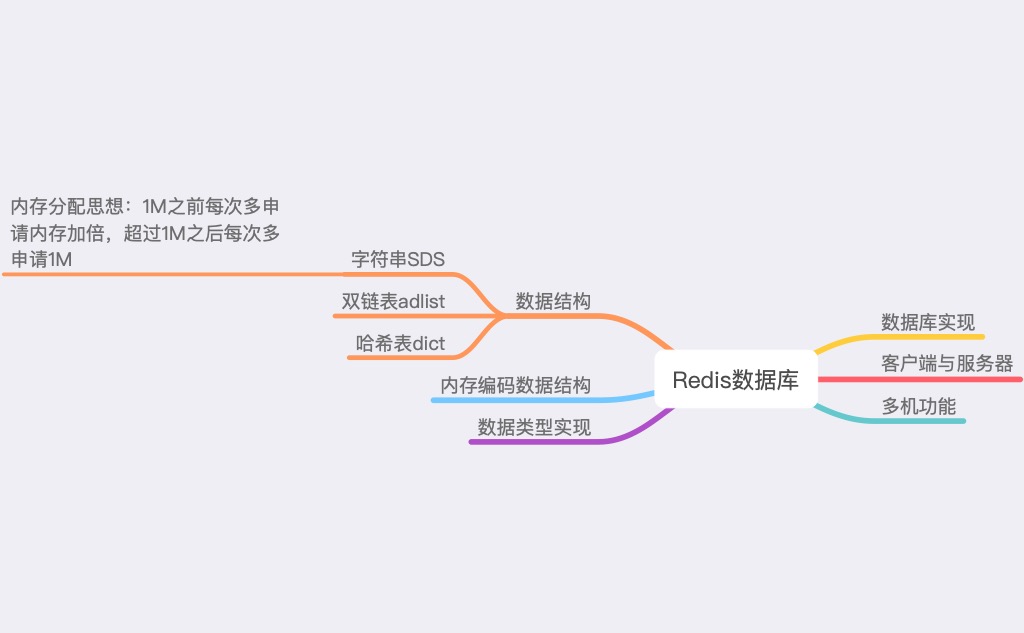 内存分配思想：1M之前每次多申
请内存加倍，超过1M之后每次多
申请1M
字符串SDS
双链表adlist
哈希表dict
数据结构
内存编码数据结构
数据类型实现
Redis数据库
数据库实现
客户端与服务器
多机功能